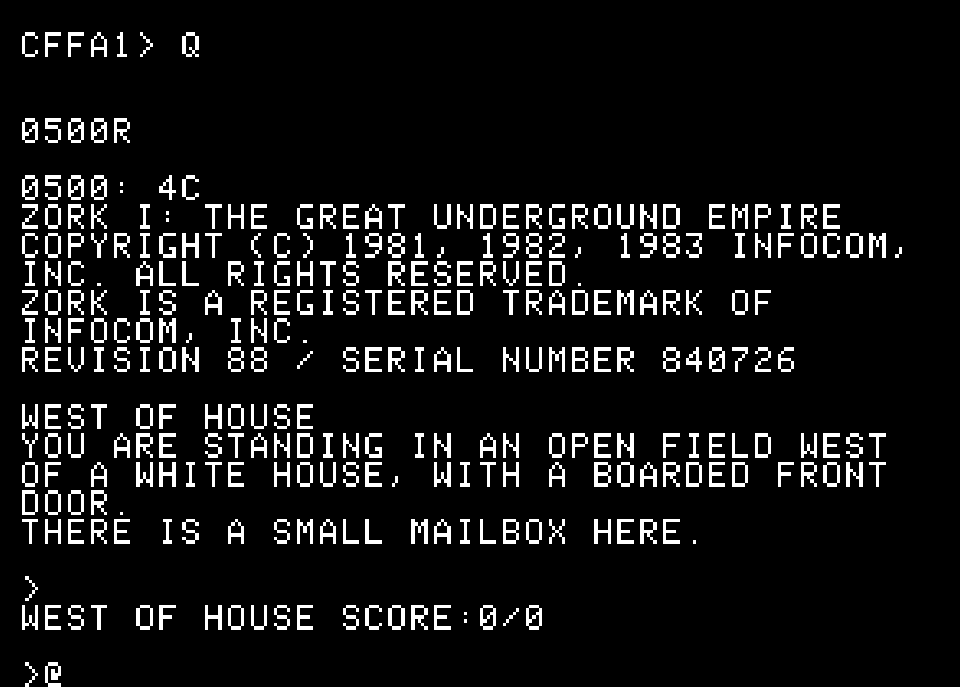 CFFA1> Q
0500R
0500: 4C
ZORK I: THE GREAT UNDERGROUND EMPIRE
COPYRIGHT (C) 1981, 1982, 1983 INFOCOM,
INC. ALL RIGHTS RESERVED.
ZORK IS A REGISTERED TRADEMARK OF
INFOCOM, INC.
REVISION 88 / SERIAL NUMBER 840726
WEST OF HOUSE
YOU ARE STANDING IN AN OPEN FIELD WEST
OF A WHITE HOUSE, WITH A BOARDED FRONT
DOOR.
THERE IS A SMALL MAILBOX HERE.
>
WEST OF HOUSE SCORE:0/0
>@